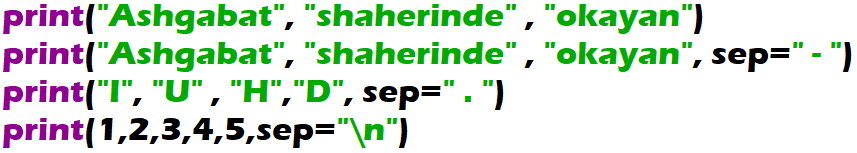 print("Ashgabat", "shaherinde" , "okayan")
print("Ashgabat", "shaherinde" , "okayan", sep=" - ")
print("I", "U" , "H","D", sep=" . ")
print(1,2,3,4,5,sep="\n")